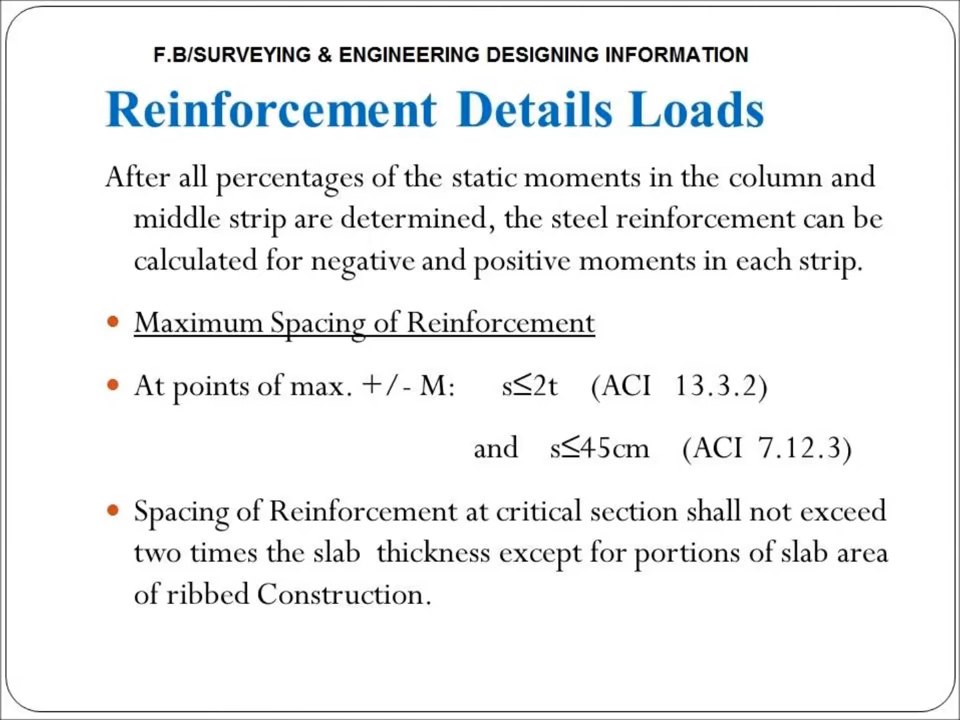 F.B/SURVEYING & ENGINEERING DESIGNING INFORMATION
Reinforcement Details Loads
After all percentages of the static moments in the column and
middle strip are determined, the steel reinforcement can be
calculated for negative and positive moments in each strip.
• Maximum Spacing of Reinforcement
• At points of max. +/- M: s≤2t (ACI 13.3.2)
and s≤45cm (ACI 7.12.3)
• Spacing of Reinforcement at critical section shall not exceed
two times the slab thickness except for portions of slab area
of ribbed Construction.